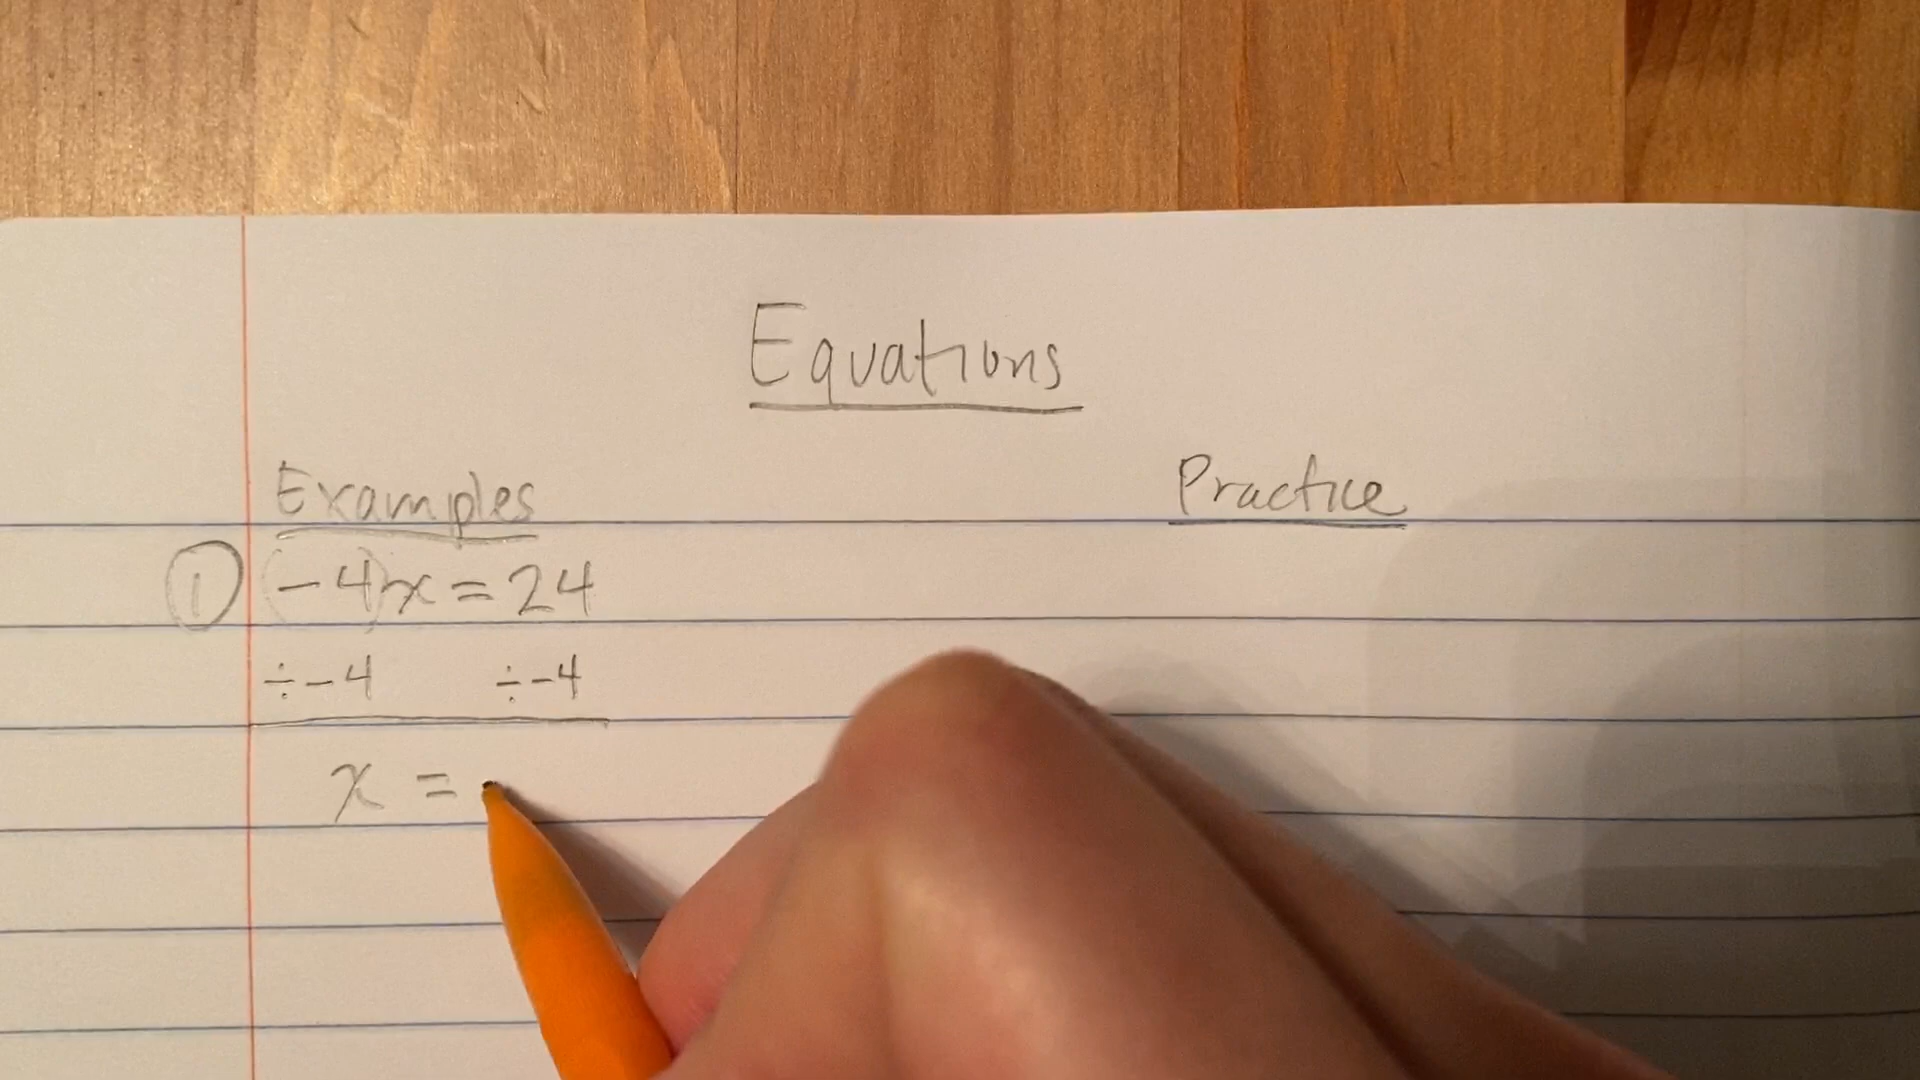 Equations
Examples Practice
① (-4)x = 24
÷-4 ÷-4
x =